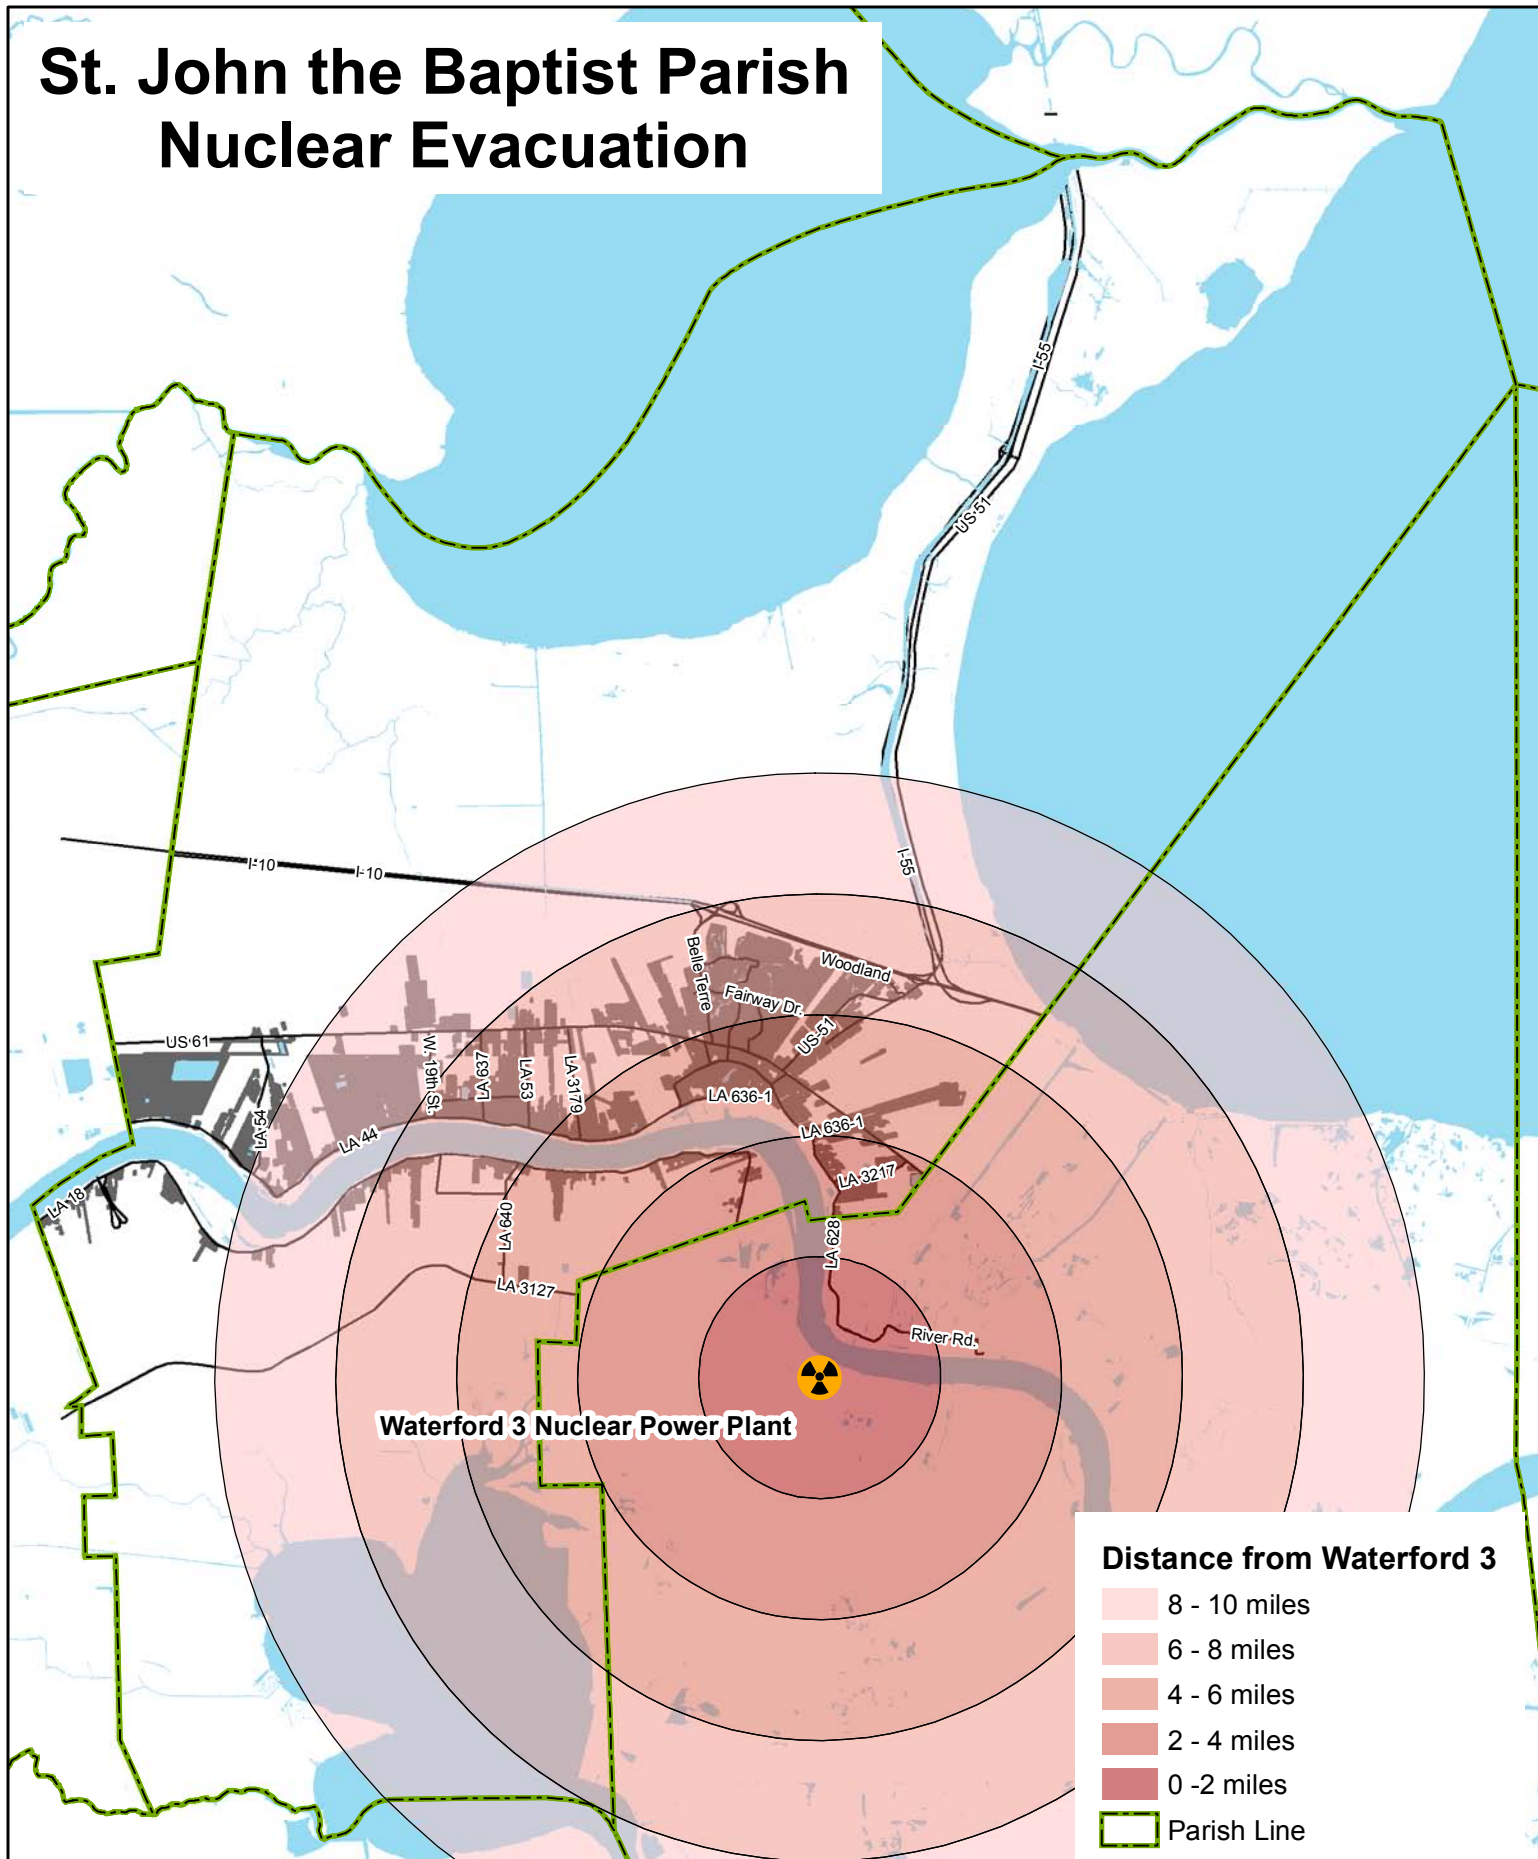 St. John the Baptist Parish
Nuclear Evacuation
I-55
US 51
I-55
I-10
I-10
Belle Terre
Woodland
Fairway Dr.
US 51
US 61
W. 19th St.
LA 637
LA 53
LA 3179
LA 636-1
LA 54
LA 44
LA 636-1
LA 3217
LA 18
LA 640
LA 628
LA 3127
River Rd.
Waterford 3 Nuclear Power Plant
Distance from Waterford 3
8 - 10 miles
6 - 8 miles
4 - 6 miles
2 - 4 miles
0 -2 miles
Parish Line